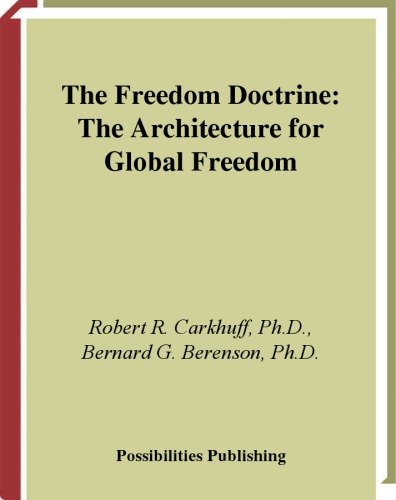 The Freedom Doctrine:
The Architecture for
Global Freedom
Robert R. Carkhuff, Ph.D.,
Bernard G. Berenson, Ph.D.
Possibilities Publishing